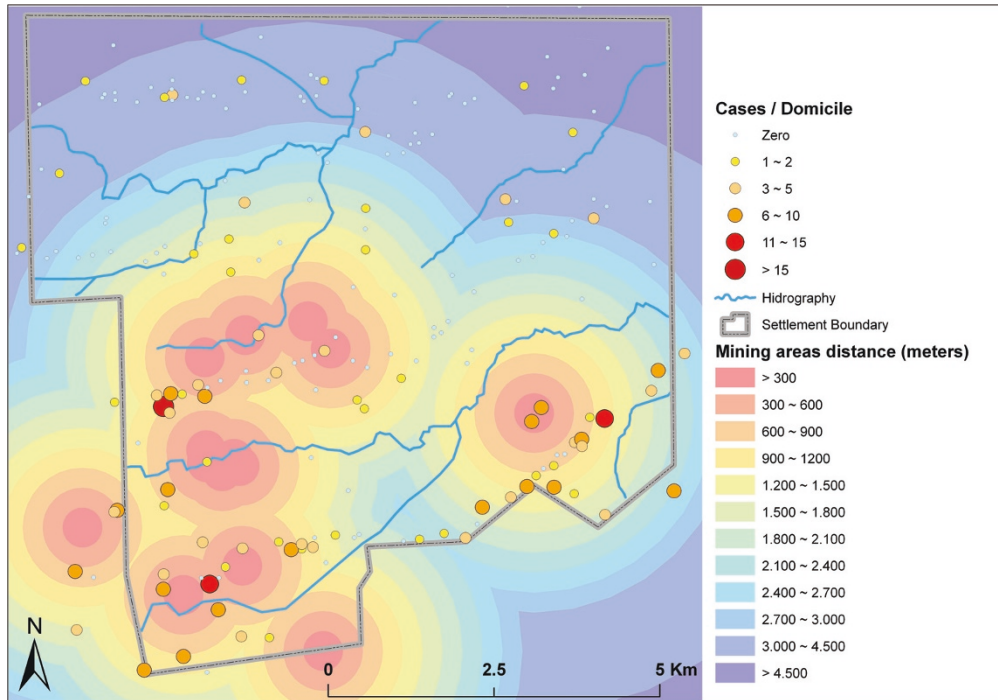 Cases / Domicile
Zero
1 ~ 2
3 ~ 5
6 ~ 10
11 ~ 15
> 15
Hidrography
Settlement Boundary
Mining areas distance (meters)
> 300
300 ~ 600
600 ~ 900
900 ~ 1200
1.200 ~ 1.500
1.500 ~ 1.800
1.800 ~ 2.100
2.100 ~ 2.400
2.400 ~ 2.700
2.700 ~ 3.000
3.000 ~ 4.500
> 4.500
N
0 2.5 5 Km